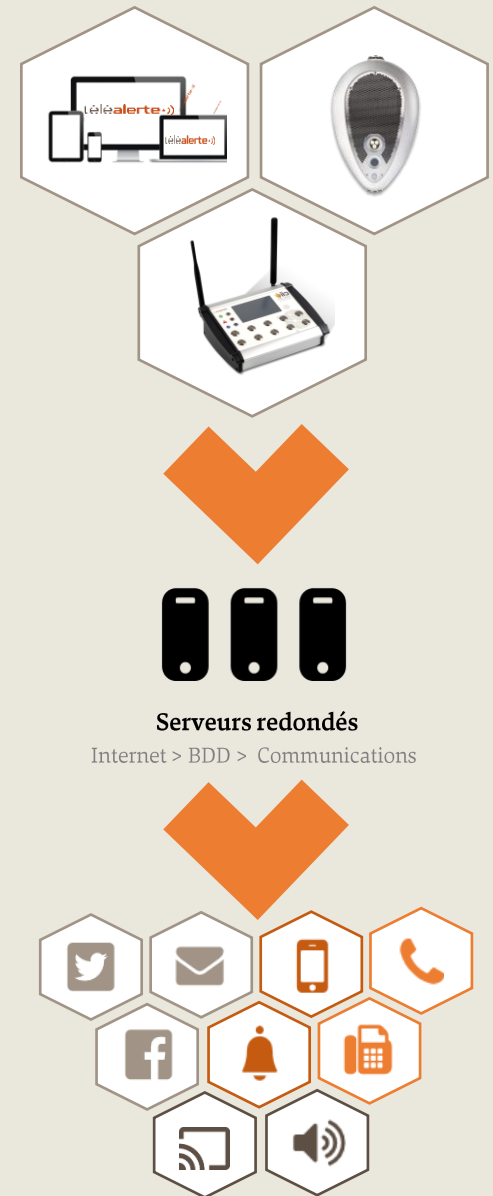 téléalerte
téléalerte
Serveurs redondés
Internet > BDD > Communications